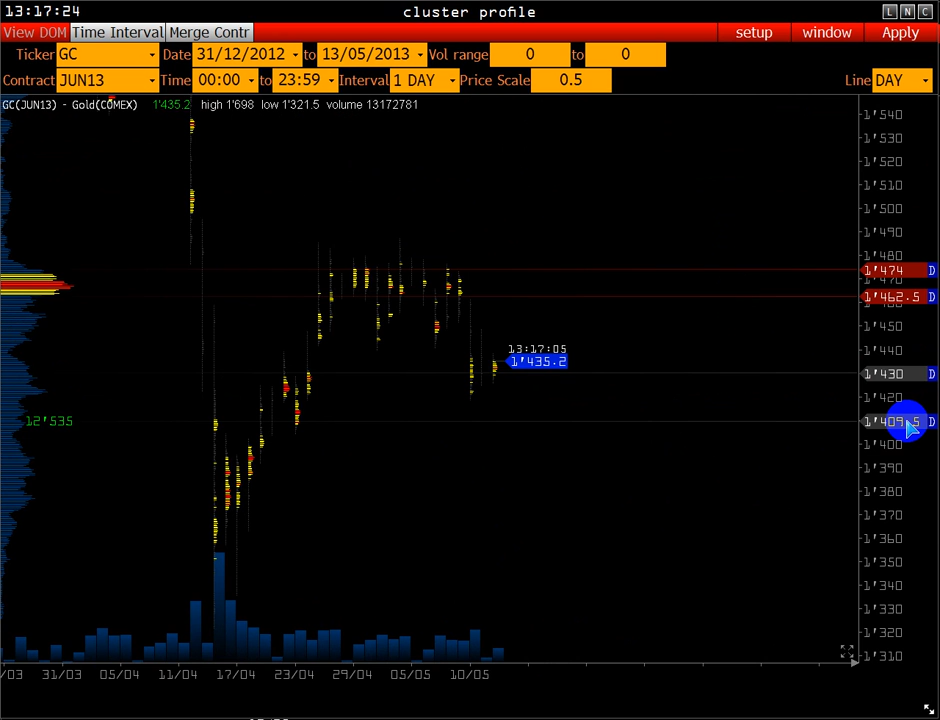 13:17:24 cluster profile L N C
View DOM Time Interval Merge Contr setup window Apply
Ticker GC Date 31/12/2012 to 13/05/2013 Vol range 0 to 0
Contract JUN13 Time 00:00 to 23:59 Interval 1 DAY Price Scale 0.5 Line DAY
GC(JUN13) - Gold(COMEX) 1'435.2 high 1'698 low 1'321.5 volume 13172781
1'540
1'530
1'520
1'510
1'500
1'490
1'480
1'474 D
1'462.5 D
1'450
13:17:05
1'440
1'435.2
1'430 D
1'420
12'535
1'409.5 D
1'400
1'390
1'380
1'370
1'360
1'350
1'340
1'330
1'320
1'310
/03 31/03 05/04 11/04 17/04 23/04 29/04 05/05 10/05